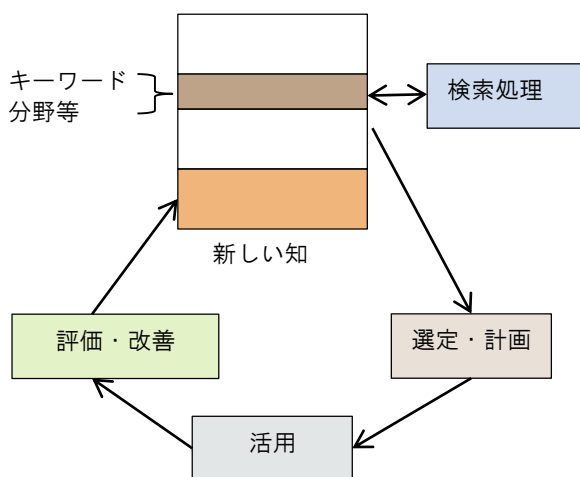 キーワード
分野等
検索処理
新しい知
評価・改善
選定・計画
活用